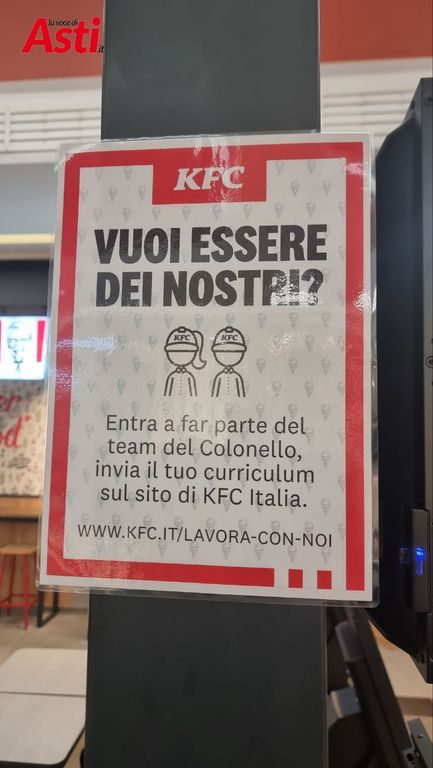 la voce di
Asti.it
KFC
VUOI ESSERE
DEI NOSTRI?
KFC KFC
Entra a far parte del
team del Colonello,
invia il tuo curriculum
sul sito di KFC Italia.
WWW.KFC.IT/LAVORA-CON-NOI